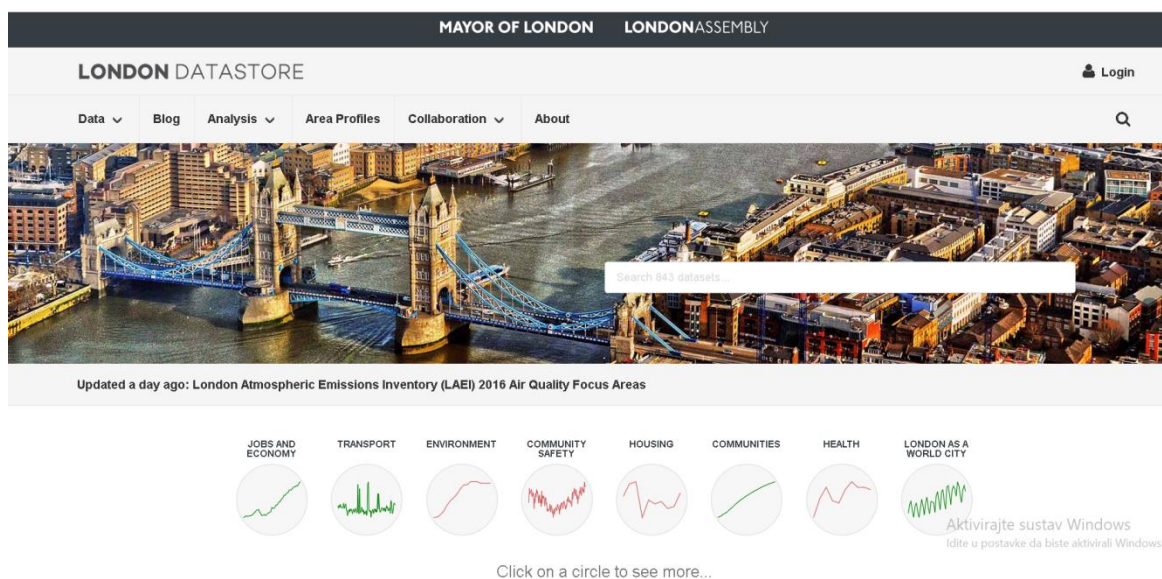 MAYOR OF LONDON LONDONASSEMBLY
LONDON DATASTORE
Login
Data Blog Analysis Area Profiles Collaboration About
Search 843 datasets...
Updated a day ago: London Atmospheric Emissions Inventory (LAEI) 2016 Air Quality Focus Areas
JOBS AND
ECONOMY
TRANSPORT
ENVIRONMENT
COMMUNITY
SAFETY
HOUSING
COMMUNITIES
HEALTH
LONDON AS A
WORLD CITY
Aktivirajte sustav Windows
Idite u postavke da biste aktivirali Windows
Click on a circle to see more...